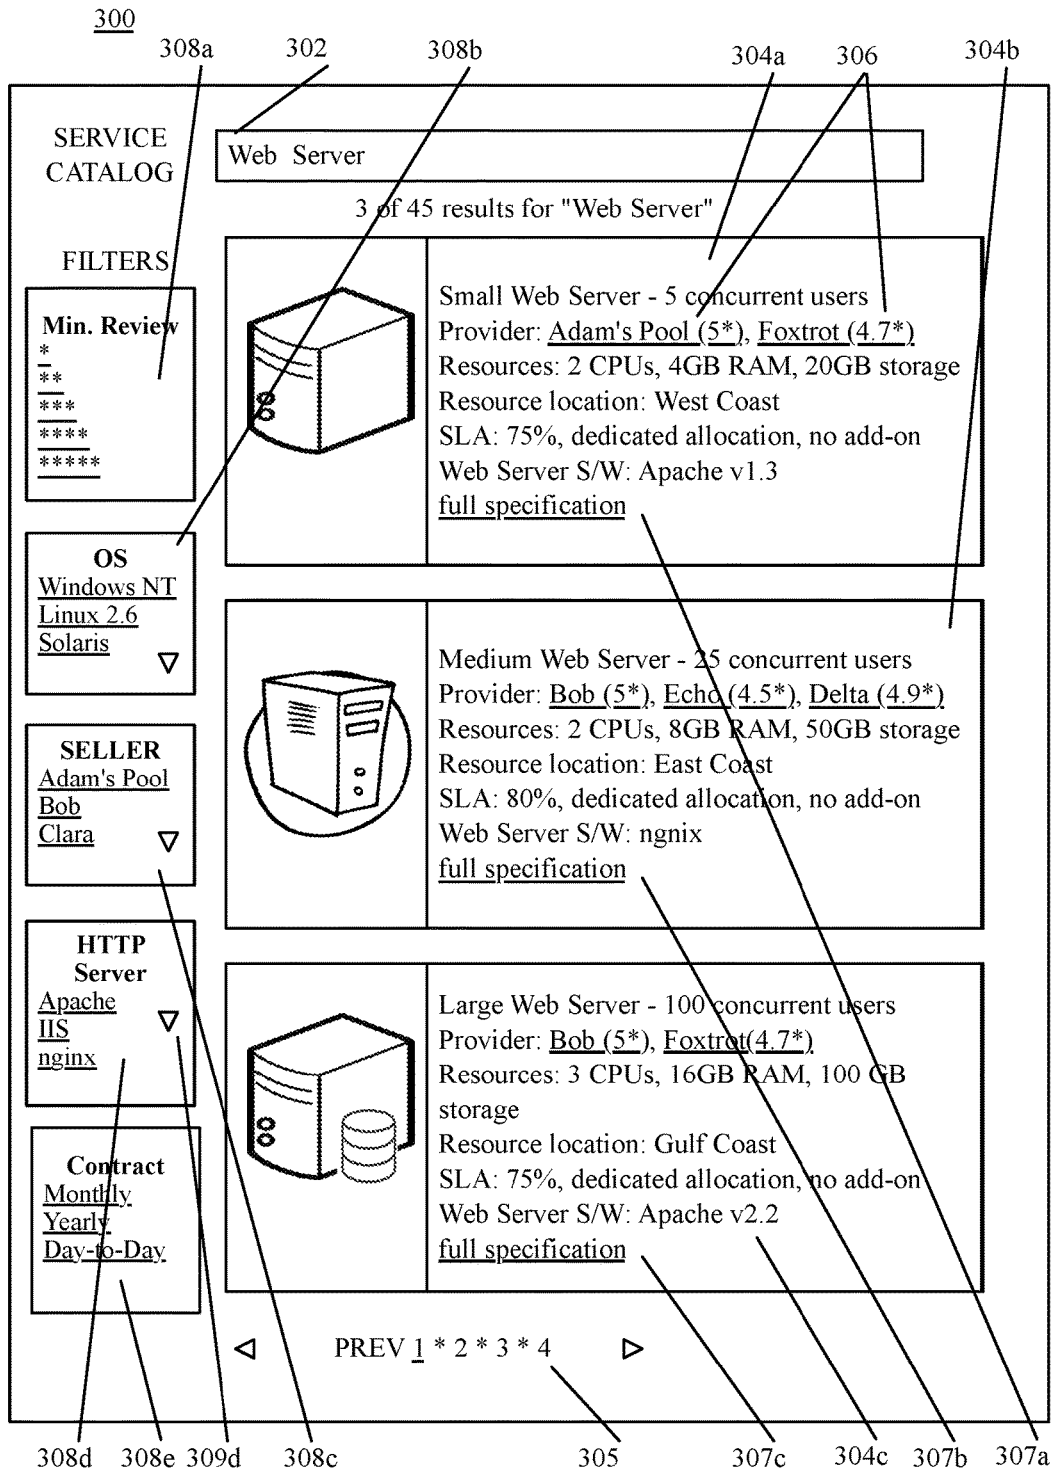 300
308a 302 308b 304a 306 304b
SERVICE
CATALOG
Web Server
3 of 45 results for "Web Server"
FILTERS
Min. Review
*
**
***
****
*****
OS
Windows NT
Linux 2.6
Solaris
SELLER
Adam's Pool
Bob
Clara
HTTP
Server
Apache
IIS
nginx
Contract
Monthly
Yearly
Day-to-Day
Small Web Server - 5 concurrent users
Provider: Adam's Pool (5*), Foxtrot (4.7*)
Resources: 2 CPUs, 4GB RAM, 20GB storage
Resource location: West Coast
SLA: 75%, dedicated allocation, no add-on
Web Server S/W: Apache v1.3
full specification
Medium Web Server - 25 concurrent users
Provider: Bob (5*), Echo (4.5*), Delta (4.9*)
Resources: 2 CPUs, 8GB RAM, 50GB storage
Resource location: East Coast
SLA: 80%, dedicated allocation, no add-on
Web Server S/W: ngnix
full specification
Large Web Server - 100 concurrent users
Provider: Bob (5*), Foxtrot(4.7*)
Resources: 3 CPUs, 16GB RAM, 100 GB
storage
Resource location: Gulf Coast
SLA: 75%, dedicated allocation, no add-on
Web Server S/W: Apache v2.2
full specification
PREV 1 * 2 * 3 * 4
308d 308e 309d 308c 305 307c 304c 307b 307a